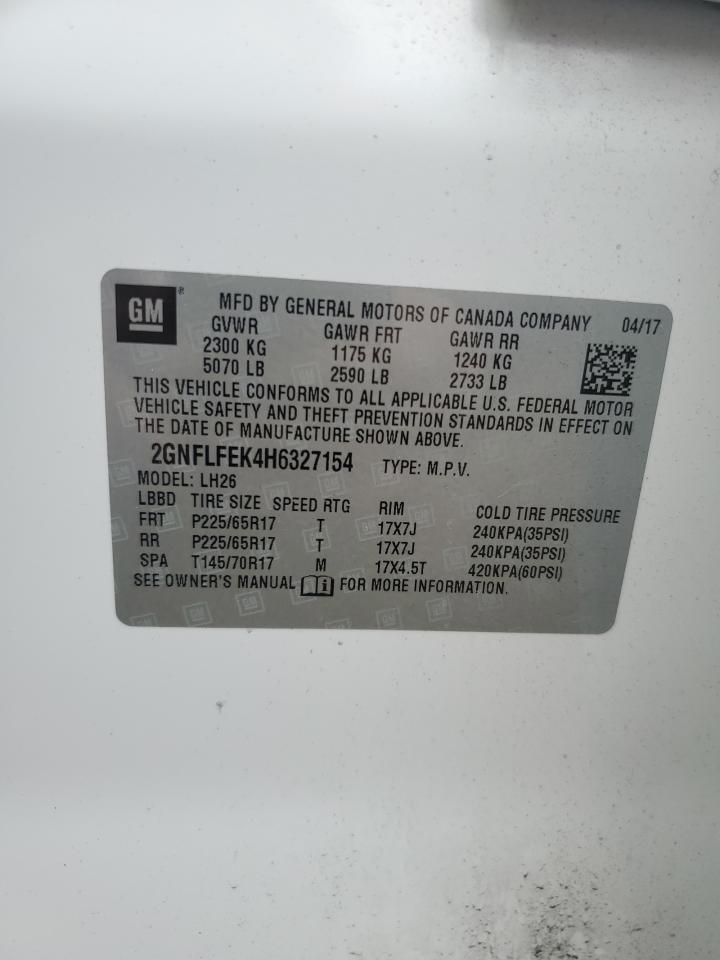 GM ® MFD BY GENERAL MOTORS OF CANADA COMPANY 04/17
GVWR GAWR FRT GAWR RR
2300 KG 1175 KG 1240 KG
5070 LB 2590 LB 2733 LB
THIS VEHICLE CONFORMS TO ALL APPLICABLE U.S. FEDERAL MOTOR
VEHICLE SAFETY AND THEFT PREVENTION STANDARDS IN EFFECT ON
THE DATE OF MANUFACTURE SHOWN ABOVE.
2GNFLFEK4H6327154 TYPE: M.P.V.
MODEL: LH26
LBBD TIRE SIZE SPEED RTG RIM COLD TIRE PRESSURE
FRT P225/65R17 T 17X7J 240KPA(35PSI)
RR P225/65R17 T 17X7J 240KPA(35PSI)
SPA T145/70R17 M 17X4.5T 420KPA(60PSI)
SEE OWNER'S MANUAL i FOR MORE INFORMATION.